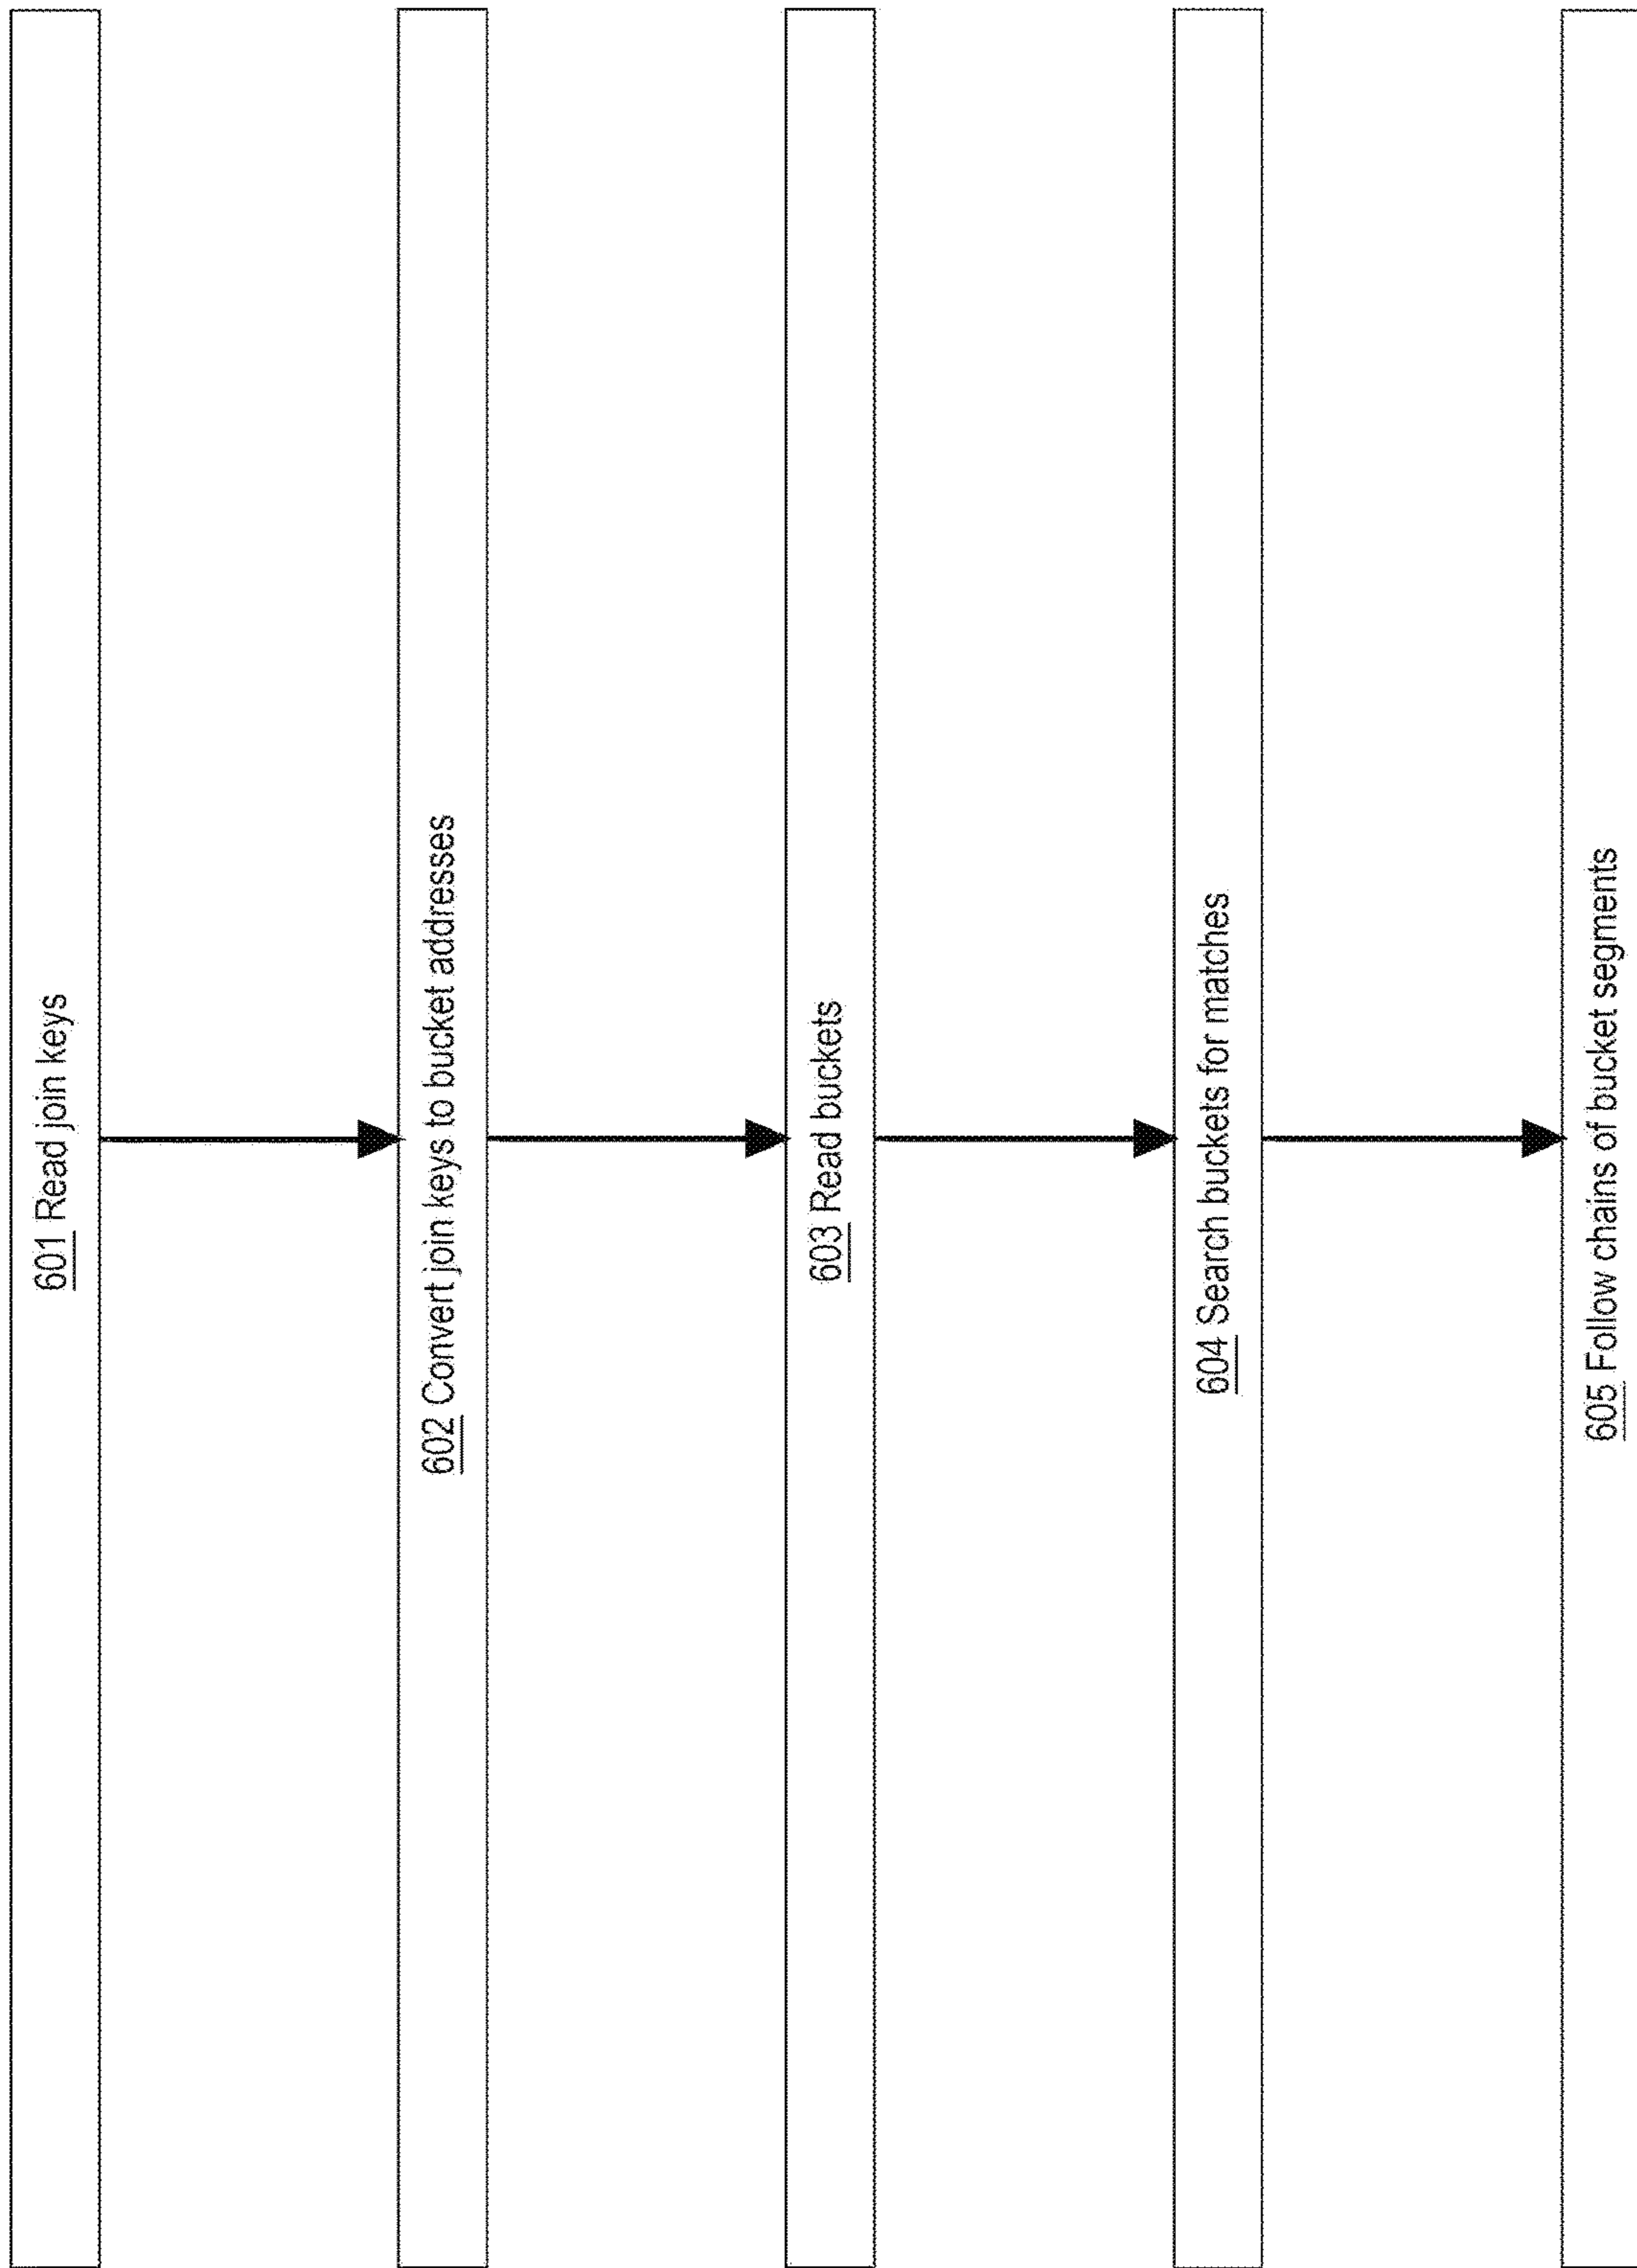 601 Read join keys
602 Convert join keys to bucket addresses
603 Read buckets
604 Search buckets for matches
605 Follow chains of bucket segments